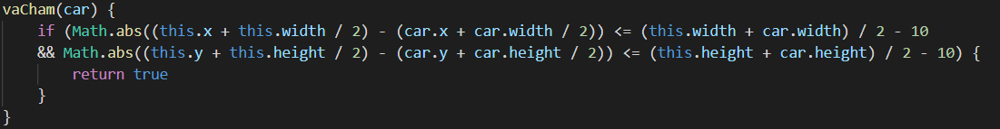 vaCham(car) {
if (Math.abs((this.x + this.width / 2) - (car.x + car.width / 2)) <= (this.width + car.width) / 2 - 10
&& Math.abs((this.y + this.height / 2) - (car.y + car.height / 2)) <= (this.height + car.height) / 2 - 10) {
return true
}
}